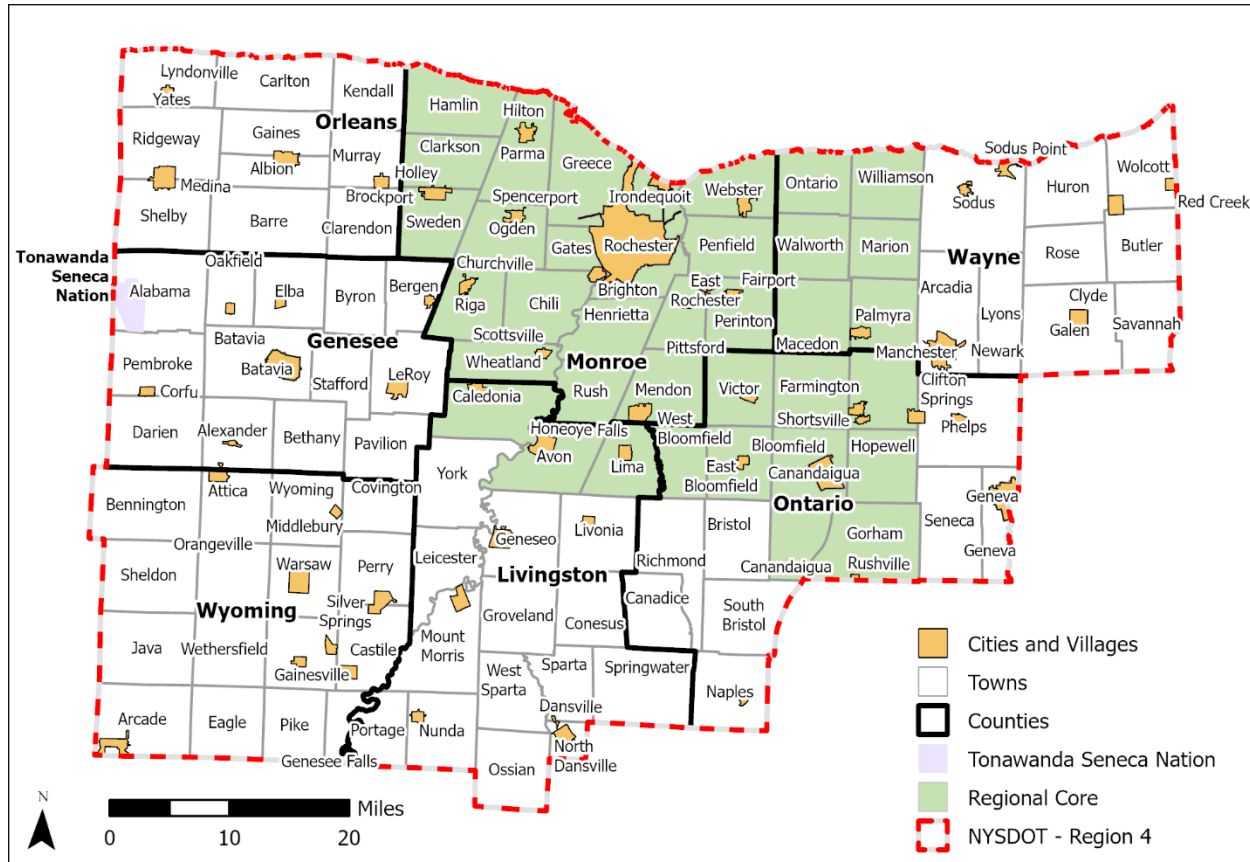 Lyndonville
Yates
Carlton
Kendall
Ridgeway
Gaines
Orleans
Albion
Murray
Holley
Medina
Shelby
Barre
Clarendon
Brockport
Hamlin
Hilton
Clarkson
Parma
Greece
Sweden
Spencerport
Ogden
Irondequoit
Webster
Gates
Rochester
Penfield
Churchville
Riga
Chili
Brighton
East
Rochester
Fairport
Henrietta
Perinton
Scottsville
Wheatland
Monroe
Pittsford
Rush
Mendon
Honeoye Falls
Ontario
Williamson
Walworth
Marion
Palmyra
Macedon
Sodus Point
Sodus
Huron
Wolcott
Red Creek
Wayne
Rose
Butler
Arcadia
Lyons
Clyde
Galen
Savannah
Newark
Tonawanda
Seneca
Nation
Alabama
Oakfield
Elba
Byron
Bergen
Batavia
Batavia
Genesee
Pembroke
Corfu
Stafford
LeRoy
Darien
Alexander
Bethany
Pavilion
Caledonia
Avon
Lima
York
West
Bloomfield
East
Bloomfield
Bloomfield
Victor
Farmington
Shortsville
Manchester
Clifton
Springs
Phelps
Hopewell
Canandaigua
Ontario
Geneva
Geneva
Seneca
Gorham
Rushville
Canandaigua
Bristol
Richmond
Canadice
South
Bristol
Naples
Bennington
Attica
Wyoming
Middlebury
Covington
Orangeville
Sheldon
Warsaw
Perry
Wyoming
Silver
Springs
Java
Wethersfield
Gainesville
Castile
Arcade
Eagle
Pike
Genesee Falls
Portage
Nunda
Leicester
Geneseo
Livonia
Livingston
Groveland
Conesus
Mount
Morris
West
Sparta
Sparta
Springwater
Dansville
North
Dansville
Ossian
Cities and Villages
Towns
Counties
Tonawanda Seneca Nation
Regional Core
NYSDOT - Region 4
N
Miles
0 10 20